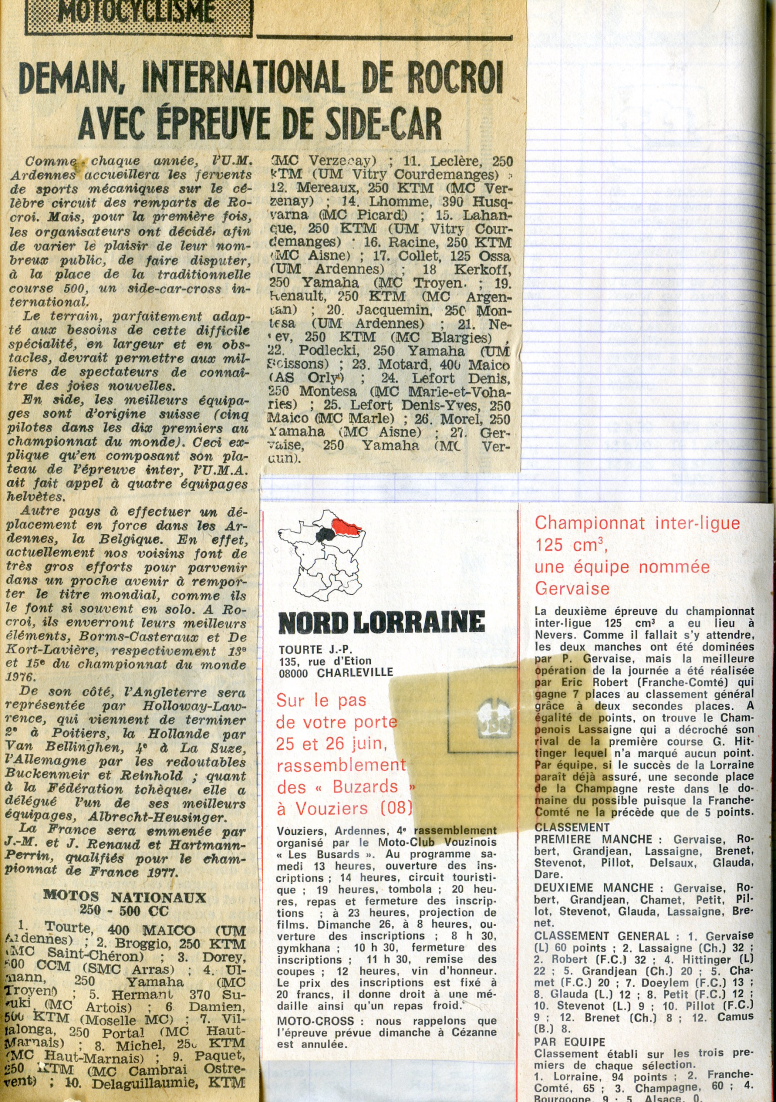 MOTOCYCLISME
DEMAIN, INTERNATIONAL DE ROCROI
AVEC ÉPREUVE DE SIDE-CAR
Comme chaque année, l'U.M.
Ardennes accueillera les fervents
de sports mécaniques sur le cé-
lèbre circuit des remparts de Ro-
croi. Mais, pour la première fois,
les organisateurs ont décidé, afin
de varier le plaisir de leur nom-
breux public, de faire disputer,
à la place de la traditionnelle
course 500, un side-car-cross in-
ternational.
Le terrain, parfaitement adap-
té aux besoins de cette difficile
spécialité, en largeur et en obs-
tacles, devrait permettre aux mil-
liers de spectateurs de connaî-
tre des joies nouvelles.
En side, les meilleurs équipa-
ges sont d'origine suisse (cinq
pilotes dans les dix premiers au
championnat du monde). Ceci ex-
plique qu'en composant son pla-
teau de l'épreuve inter, l'U.M.A.
ait fait appel à quatre équipages
helvètes.
Autre pays à effectuer un dé-
placement en force dans les Ar-
dennes, la Belgique. En effet,
actuellement nos voisins font de
très gros efforts pour parvenir
dans un proche avenir à rempor-
ter le titre mondial, comme ils
le font si souvent en solo. A Ro-
croi, ils enverront leurs meilleurs
éléments, Borms-Casteraux et De
Kort-Lavière, respectivement 13e
et 15e du championnat du monde
1976.
De son côté, l'Angleterre sera
représentée par Holloway-Law-
rence, qui viennent de terminer
2e à Poitiers, la Hollande par
Van Bellinghen, 4e à La Suze,
l'Allemagne par les redoutables
Buckenmeir et Reinhold ; quant
à la Fédération tchèque, elle a
délégué l'un de ses meilleurs
équipages, Albrecht-Heusinger.
La France sera emmenée par
J.-M. et J. Renaud et Hartmann-
Perrin, qualifiés pour le cham-
pionnat de France 1977.
MOTOS NATIONAUX
250 - 500 CC
1. Tourte, 400 MAICO (UM
Ardennes) ; 2. Broggio, 250 KTM
(MC Saint-Chéron) ; 3. Dorey,
500 CCM (SMC Arras) ; 4. Ul-
mann, 250 Yamaha (MC
Troyen) ; 5. Hermant 370 Su-
zuki (MC Artois) ; 6 Damien,
500 KTM (Moselle MC) ; 7. Vil-
lalonga, 250 Portal (MC Haut-
Marnais) ; 8. Michel, 250 KTM
(MC Haut-Marnais) ; 9. Paquet,
250 KTM (MC Cambrai Ostre-
vent) ; 10. Delaguillaumie, KTM
(MC Verzenay) ; 11. Leclère, 250
KTM (UM Vitry Courdemanges) ;
12. Mereaux, 250 KTM (MC Ver-
zenay) ; 14. Lhomme, 390 Husq-
varna (MC Picard) ; 15. Lahan-
que, 250 KTM (UM Vitry Cour-
demanges) ; 16. Racine, 250 KTM
(MC Aisne) ; 17. Collet, 125 Ossa
(UM Ardennes) ; 18 Kerkoff,
250 Yamaha (MC Troyen) ; 19.
Renault, 250 KTM (MC Argen-
tan) ; 20. Jacquemin, 250 Mon-
tesa (UM Ardennes) ; 21. Ne-
ev, 250 KTM (MC Blargies) ,
22. Podlecki, 250 Yamaha (UM
Soissons) ; 23. Motard, 400 Maico
(AS Orly) ; 24. Lefort Denis,
250 Montesa (MC Marle-et-Voha-
ries) ; 25. Lefort Denis-Yves, 250
Maico (MC Marle) ; 26. Morel, 250
Yamaha (MC Aisne) ; 27. Ger-
vaise, 250 Yamaha (MC Ver-
dun).
NORD LORRAINE
TOURTE J.-P.
135, rue d'Etion
08000 CHARLEVILLE
Sur le pas
de votre porte
25 et 26 juin,
rassemblement
des « Buzards »
à Vouziers (08)
Vouziers, Ardennes, 4e rassemblement
organisé par le Moto-Club Vouzinois
« Les Busards ». Au programme sa-
medi 13 heures, ouverture des ins-
criptions ; 14 heures, circuit touristi-
que ; 19 heures, tombola ; 20 heu-
res, repas et fermeture des inscrip-
tions ; à 23 heures, projection de
films. Dimanche 26, à 8 heures, ou-
verture des inscriptions ; 8 h 30,
gymkhana ; 10 h 30, fermeture des
inscriptions ; 11 h 30, remise des
coupes ; 12 heures, vin d'honneur.
Le prix des inscriptions est fixé à
20 francs, il donne droit à une mé-
daille ainsi qu'un repas froid.
MOTO-CROSS : nous rappelons que
l'épreuve prévue dimanche à Cézanne
est annulée.
Championnat inter-ligue
125 cm3,
une équipe nommée
Gervaise
La deuxième épreuve du championnat
inter-ligue 125 cm3 a eu lieu à
Nevers. Comme il fallait s'y attendre,
les deux manches ont été dominées
par P. Gervaise, mais la meilleure
opération de la journée a été réalisée
par Eric Robert (Franche-Comté) qui
gagne 7 places au classement général
grâce à deux secondes places. A
égalité de points, on trouve le Cham-
penois Lassaigne qui a décroché son
rival de la première course G. Hit-
tinger lequel n'a marqué aucun point.
Par équipe, si le succès de la Lorraine
paraît déjà assuré, une seconde place
de la Champagne reste dans le do-
maine du possible puisque la Franche-
Comté ne la précède que de 5 points.
CLASSEMENT
PREMIERE MANCHE : Gervaise, Ro-
bert, Grandjean, Lassaigne, Brenet,
Stevenot, Pillot, Delsaux, Glauda,
Dare.
DEUXIEME MANCHE : Gervaise, Ro-
bert, Grandjean, Chamet, Petit, Pil-
lot, Stevenot, Glauda, Lassaigne, Bre-
net.
CLASSEMENT GENERAL : 1. Gervaise
(L) 60 points ; 2. Lassaigne (Ch.) 32 ;
2. Robert (F.C.) 32 ; 4. Hittinger (L)
22 ; 5. Grandjean (Ch.) 20 ; 5. Cha-
met (F.C.) 20 ; 7. Doeylem (F.C.) 13 ;
8. Glauda (L.) 12 ; 8. Petit (F.C.) 12 ;
10. Stevenot (L.) 9 ; 10. Pillot (F.C.)
9 ; 12. Brenet (Ch.) 8 ; 12. Camus
(B.) 8.
PAR EQUIPE
Classement établi sur les trois pre-
miers de chaque sélection.
1. Lorraine, 94 points ; 2. Franche-
Comté, 65 ; 3. Champagne, 60 ; 4.
Bourgogne, 9 ; 5. Alsace, 0.